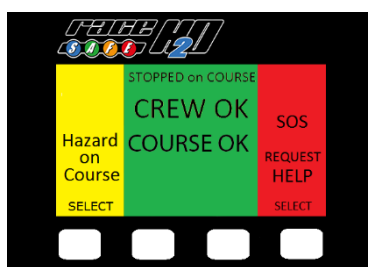 race
SAFE H2O
STOPPED on COURSE
CREW OK
COURSE OK
Hazard
on
Course
SELECT
SOS
REQUEST
HELP
SELECT